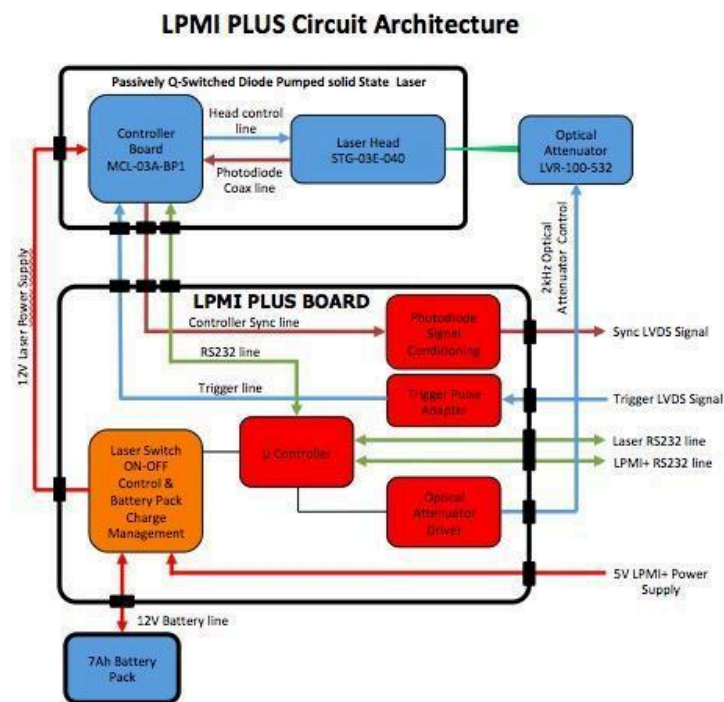 LPMI PLUS Circuit Architecture
Passively Q-Switched Diode Pumped solid State Laser
Controller
Board
MCL-03A-BP1
Head control
line
Photodiode
Coax line
Laser Head
STG-03E-040
Optical
Attenuator
LVR-100-532
12V Laser Power Supply
2kHz Optical
Attenuator Control
LPMI PLUS BOARD
Controller Sync line
Photodiode
Signal
Conditioning
Sync LVDS Signal
RS232 line
Trigger line
Trigger Pulse
Adapter
Trigger LVDS Signal
Laser Switch
ON-OFF
Control &
Battery Pack
Charge
Management
μ Controller
Laser RS232 line
LPMI+ RS232 line
Optical
Attenuator
Driver
5V LPMI+ Power
Supply
12V Battery line
7Ah Battery
Pack